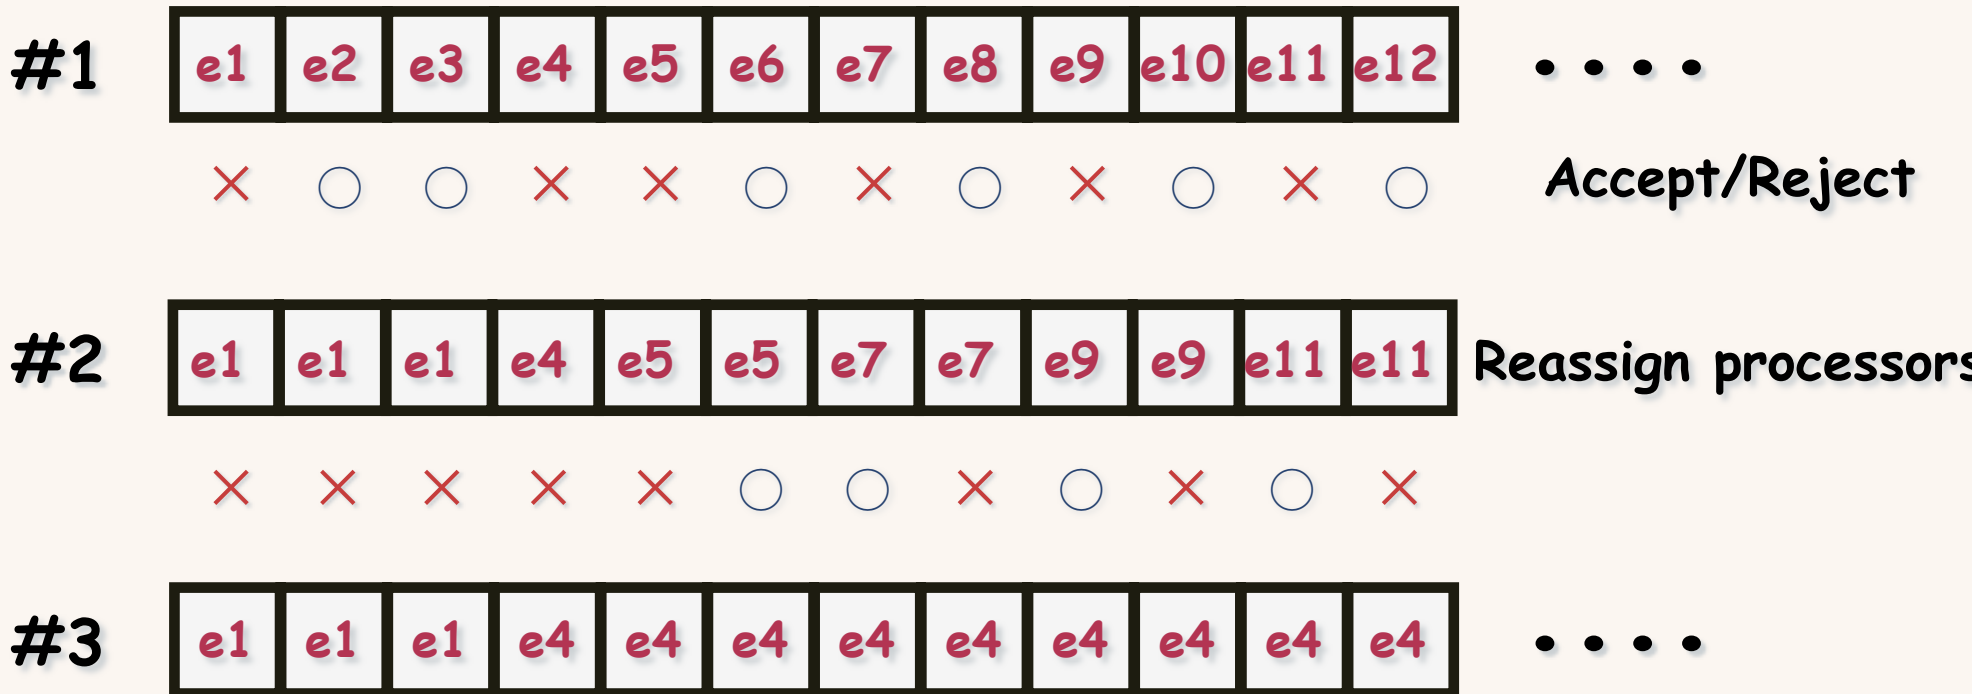 #1 e1 e2 e3 e4 e5 e6 e7 e8 e9 e10 e11 e12 ....
× ○ ○ × × ○ × ○ × ○ × ○ Accept/Reject
#2 e1 e1 e1 e4 e5 e5 e7 e7 e9 e9 e11 e11 Reassign processors
× × × × × ○ ○ × ○ × ○ ×
#3 e1 e1 e1 e4 e4 e4 e4 e4 e4 e4 e4 e4 ....